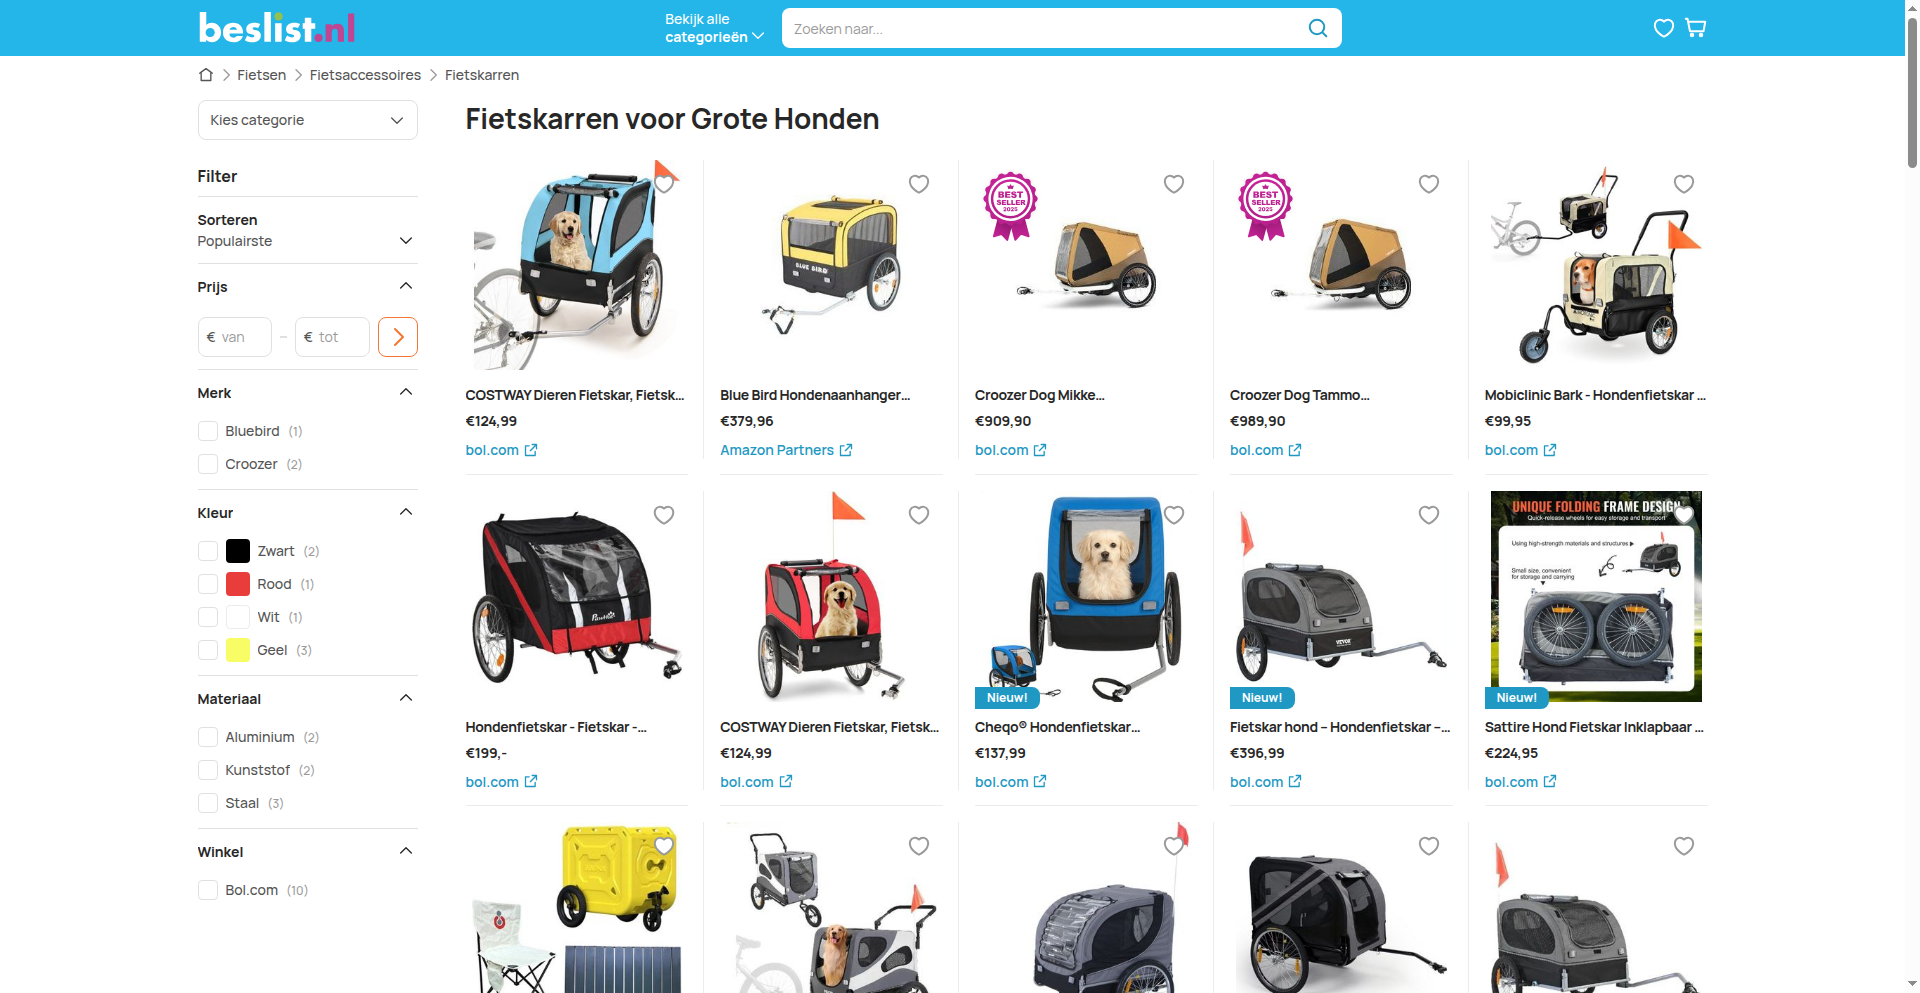 beslist.nl
Bekijk alle
categorieën
Zoeken naar...
Fietsen
Fietsaccessoires
Fietskarren
Kies categorie
Fietskarren voor Grote Honden
Filter
Sorteren
Populairste
Prijs
€ van
–
€ tot
Merk
Bluebird (1)
Croozer (2)
Kleur
Zwart (2)
Rood (1)
Wit (1)
Geel (3)
Materiaal
Aluminium (2)
Kunststof (2)
Staal (3)
Winkel
Bol.com (10)
COSTWAY Dieren Fietskar, Fietsk...
€124,99
bol.com
BLUE BIRD
Blue Bird Hondenaanhanger...
€379,96
Amazon Partners
BEST
SELLER
2025
Croozer Dog Mikke...
€909,90
bol.com
BEST
SELLER
2025
Croozer Dog Tammo...
€989,90
bol.com
Mobiclinic Bark - Hondenfietskar ...
€99,95
bol.com
Hondenfietskar - Fietskar -...
€199,-
bol.com
COSTWAY Dieren Fietskar, Fietsk...
€124,99
bol.com
Nieuw!
Cheqo® Hondenfietskar...
€137,99
bol.com
VEVOR
Nieuw!
Fietskar hond – Hondenfietskar –...
€396,99
bol.com
UNIQUE FOLDING FRAME DESIGN
Quick-release wheels for easy storage and transport
Using high-strength materials and structures
Small size, convenient
for storage and carrying
Nieuw!
Sattire Hond Fietskar Inklapbaar ...
€224,95
bol.com